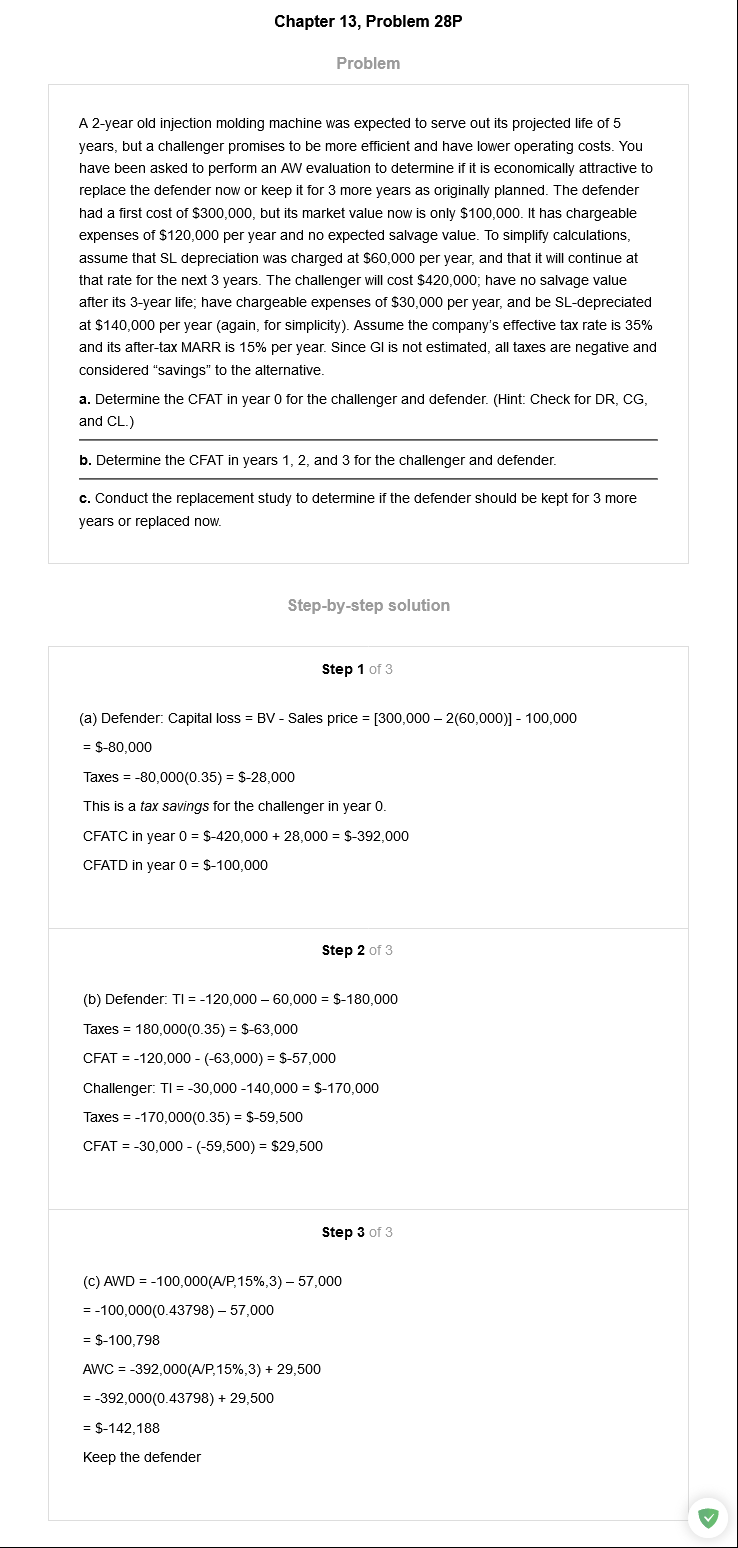 Chapter 13, Problem 28P
Problem
A 2-year old injection molding machine was expected to serve out its projected life of 5
years, but a challenger promises to be more efficient and have lower operating costs. You
have been asked to perform an AW evaluation to determine if it is economically attractive to
replace the defender now or keep it for 3 more years as originally planned. The defender
had a first cost of $300,000, but its market value now is only $100,000. It has chargeable
expenses of $120,000 per year and no expected salvage value. To simplify calculations,
assume that SL depreciation was charged at $60,000 per year, and that it will continue at
that rate for the next 3 years. The challenger will cost $420,000; have no salvage value
after its 3-year life; have chargeable expenses of $30,000 per year, and be SL-depreciated
at $140,000 per year (again, for simplicity). Assume the company's effective tax rate is 35%
and its after-tax MARR is 15% per year. Since GI is not estimated, all taxes are negative and
considered “savings” to the alternative.
a. Determine the CFAT in year 0 for the challenger and defender. (Hint: Check for DR, CG,
and CL.)
b. Determine the CFAT in years 1, 2, and 3 for the challenger and defender.
c. Conduct the replacement study to determine if the defender should be kept for 3 more
years or replaced now.
Step-by-step solution
Step 1 of 3
(a) Defender: Capital loss = BV - Sales price = [300,000 – 2(60,000)] - 100,000
= $-80,000
Taxes = -80,000(0.35) = $-28,000
This is a tax savings for the challenger in year 0.
CFATC in year 0 = $-420,000 + 28,000 = $-392,000
CFATD in year 0 = $-100,000
Step 2 of 3
(b) Defender: TI = -120,000 – 60,000 = $-180,000
Taxes = 180,000(0.35) = $-63,000
CFAT = -120,000 - (-63,000) = $-57,000
Challenger: TI = -30,000 -140,000 = $-170,000
Taxes = -170,000(0.35) = $-59,500
CFAT = -30,000 - (-59,500) = $29,500
Step 3 of 3
(c) AWD = -100,000(A/P,15%,3) – 57,000
= -100,000(0.43798) – 57,000
= $-100,798
AWC = -392,000(A/P,15%,3) + 29,500
= -392,000(0.43798) + 29,500
= $-142,188
Keep the defender